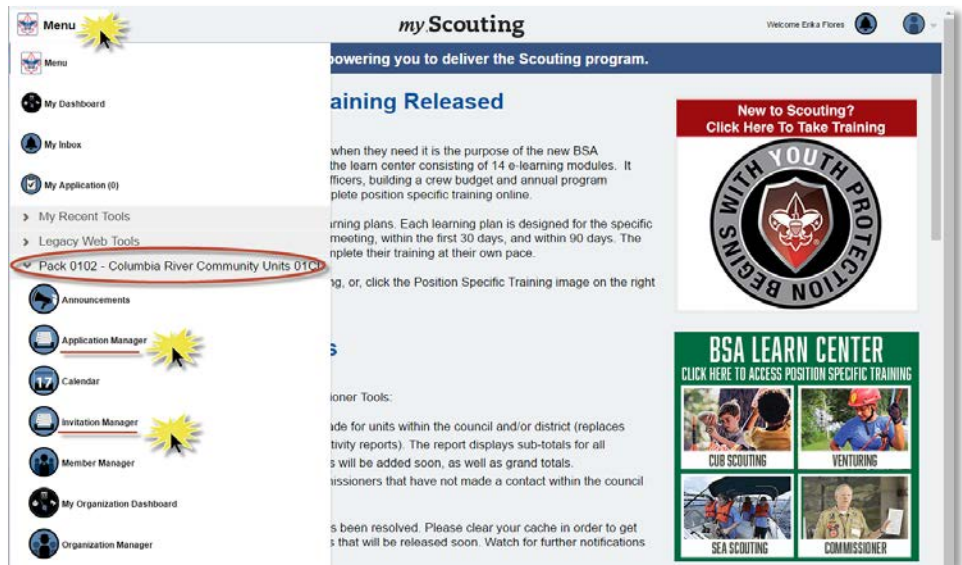 Menu
my.Scouting
Welcome Erika Flores
powering you to deliver the Scouting program.
Menu
My Dashboard
My Inbox
My Application (0)
My Recent Tools
Legacy Web Tools
Pack 0102 - Columbia River Community Units 01
Announcements
Application Manager
17
Calendar
Invitation Manager
Member Manager
My Organization Dashboard
Organization Manager
aining Released
when they need it is the purpose of the new BSA
the learn center consisting of 14 e-learning modules. It
fficers, building a crew budget and annual program
plete position specific training online.
arning plans. Each learning plan is designed for the specific
meeting, within the first 30 days, and within 90 days. The
mplete their training at their own pace.
ng, or, click the Position Specific Training image on the right
s
ioner Tools:
ade for units within the council and/or district (replaces
tivity reports). The report displays sub-totals for all
s will be added soon, as well as grand totals.
issioners that have not made a contact within the council
s been resolved. Please clear your cache in order to get
s that will be released soon. Watch for further notifications
New to Scouting?
Click Here To Take Training
YOUTH PROTECTION BEGINS WITH YOU
BSA LEARN CENTER
CLICK HERE TO ACCESS POSITION SPECIFIC TRAINING
CUB SCOUTING
VENTURING
SEA SCOUTING
COMMISSIONER